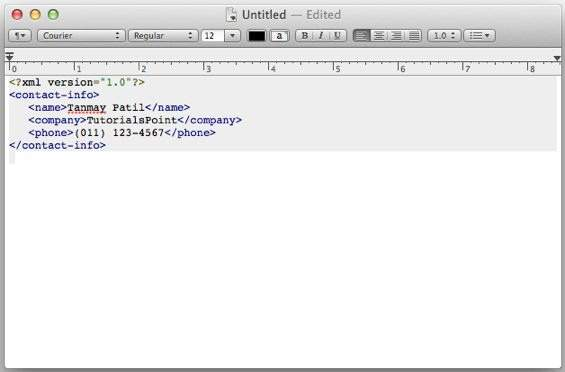 Untitled — Edited
¶ Courier Regular 12 a B I U 1.0
0 1 2 3 4 5 6 7 8
<?xml version="1.0"?>
<contact-info>
<name>Tanmay Patil</name>
<company>TutorialsPoint</company>
<phone>(011) 123-4567</phone>
</contact-info>